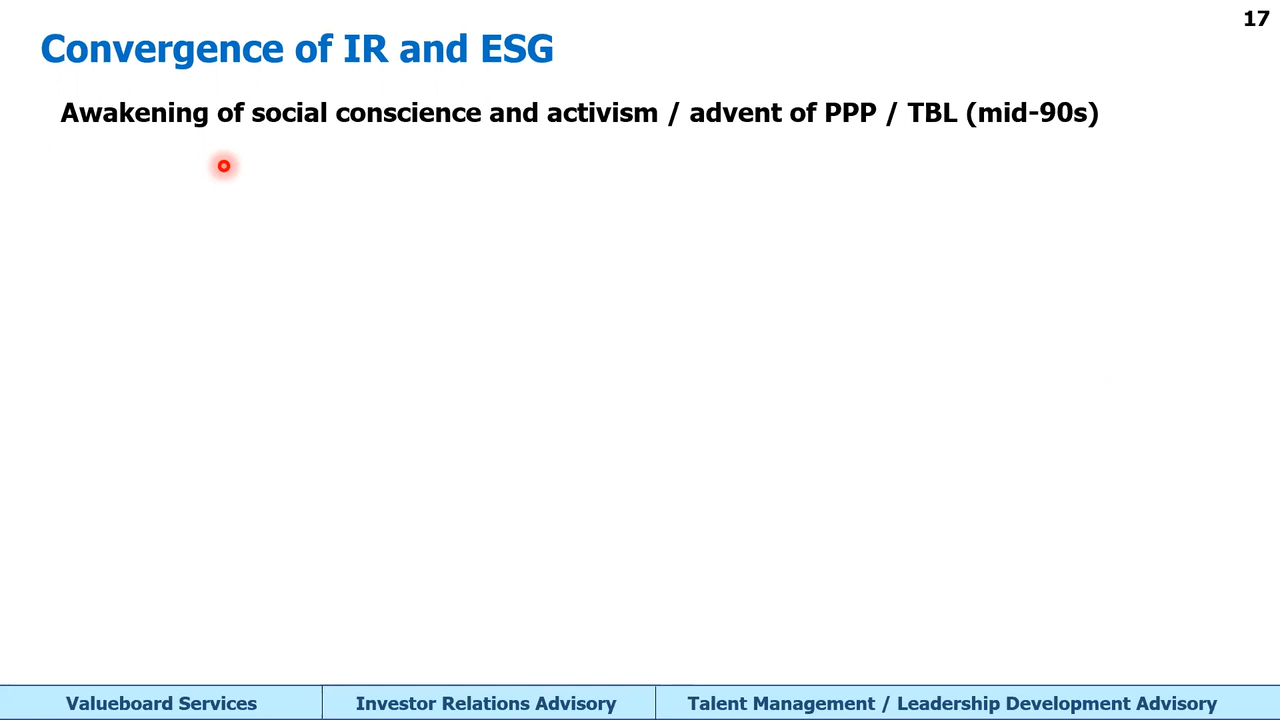 17
Convergence of IR and ESG
Awakening of social conscience and activism / advent of PPP / TBL (mid-90s)
Valueboard Services
Investor Relations Advisory
Talent Management / Leadership Development Advisory